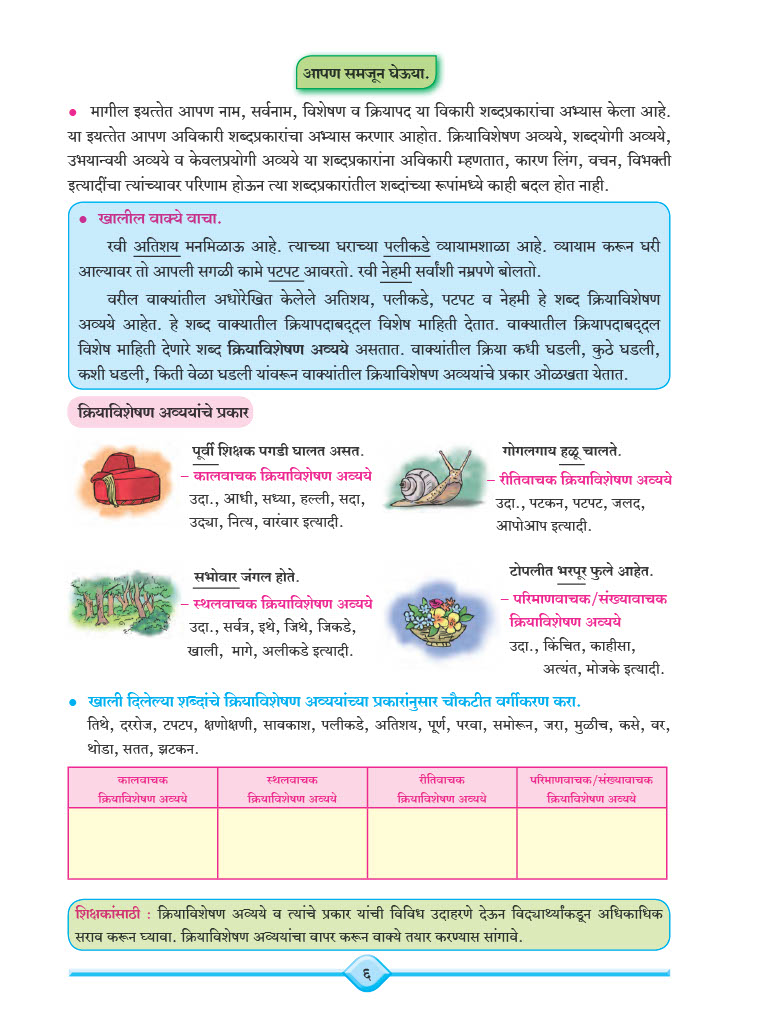 आपण समजून घेऊया.
● मागील इयत्तेत आपण नाम, सर्वनाम, विशेषण व क्रियापद या विकारी शब्दप्रकारांचा अभ्यास केला आहे.
या इयत्तेत आपण अविकारी शब्दप्रकारांचा अभ्यास करणार आहोत. क्रियाविशेषण अव्यये, शब्दयोगी अव्यये,
उभयान्वयी अव्यये व केवलप्रयोगी अव्यये या शब्दप्रकारांना अविकारी म्हणतात, कारण लिंग, वचन, विभक्ती
इत्यादींचा त्यांच्यावर परिणाम होऊन त्या शब्दप्रकारांतील शब्दांच्या रूपांमध्ये काही बदल होत नाही.
● खालील वाक्ये वाचा.
रवी अतिशय मनमिळाऊ आहे. त्याच्या घराच्या पलीकडे व्यायामशाळा आहे. व्यायाम करून घरी
आल्यावर तो आपली सगळी कामे पटपट आवरतो. रवी नेहमी सर्वांशी नम्रपणे बोलतो.
वरील वाक्यांतील अधोरेखित केलेले अतिशय, पलीकडे, पटपट व नेहमी हे शब्द क्रियाविशेषण
अव्यये आहेत. हे शब्द वाक्यातील क्रियापदाबद्दल विशेष माहिती देतात. वाक्यातील क्रियापदाबद्दल
विशेष माहिती देणारे शब्द क्रियाविशेषण अव्यये असतात. वाक्यांतील क्रिया कधी घडली, कुठे घडली,
कशी घडली, किती वेळा घडली यांवरून वाक्यांतील क्रियाविशेषण अव्ययांचे प्रकार ओळखता येतात.
क्रियाविशेषण अव्ययांचे प्रकार
पूर्वी शिक्षक पगडी घालत असत.
– कालवाचक क्रियाविशेषण अव्यये
उदा., आधी, सध्या, हल्ली, सदा,
उद्या, नित्य, वारंवार इत्यादी.
गोगलगाय हळू चालते.
– रीतिवाचक क्रियाविशेषण अव्यये
उदा., पटकन, पटपट, जलद,
आपोआप इत्यादी.
सभोवार जंगल होते.
– स्थलवाचक क्रियाविशेषण अव्यये
उदा., सर्वत्र, इथे, जिथे, जिकडे,
खाली, मागे, अलीकडे इत्यादी.
टोपलीत भरपूर फुले आहेत.
– परिमाणवाचक/संख्यावाचक
क्रियाविशेषण अव्यये
उदा., किंचित, काहीसा,
अत्यंत, मोजके इत्यादी.
● खाली दिलेल्या शब्दांचे क्रियाविशेषण अव्ययांच्या प्रकारांनुसार चौकटीत वर्गीकरण करा.
तिथे, दररोज, टपटप, क्षणोक्षणी, सावकाश, पलीकडे, अतिशय, पूर्ण, परवा, समोरून, जरा, मुळीच, कसे, वर,
थोडा, सतत, झटकन.
कालवाचक
क्रियाविशेषण अव्यये
स्थलवाचक
क्रियाविशेषण अव्यये
रीतिवाचक
क्रियाविशेषण अव्यये
परिमाणवाचक/संख्यावाचक
क्रियाविशेषण अव्यये
शिक्षकांसाठी : क्रियाविशेषण अव्यये व त्यांचे प्रकार यांची विविध उदाहरणे देऊन विद्यार्थ्यांकडून अधिकाधिक
सराव करून घ्यावा. क्रियाविशेषण अव्ययांचा वापर करून वाक्ये तयार करण्यास सांगावे.
६